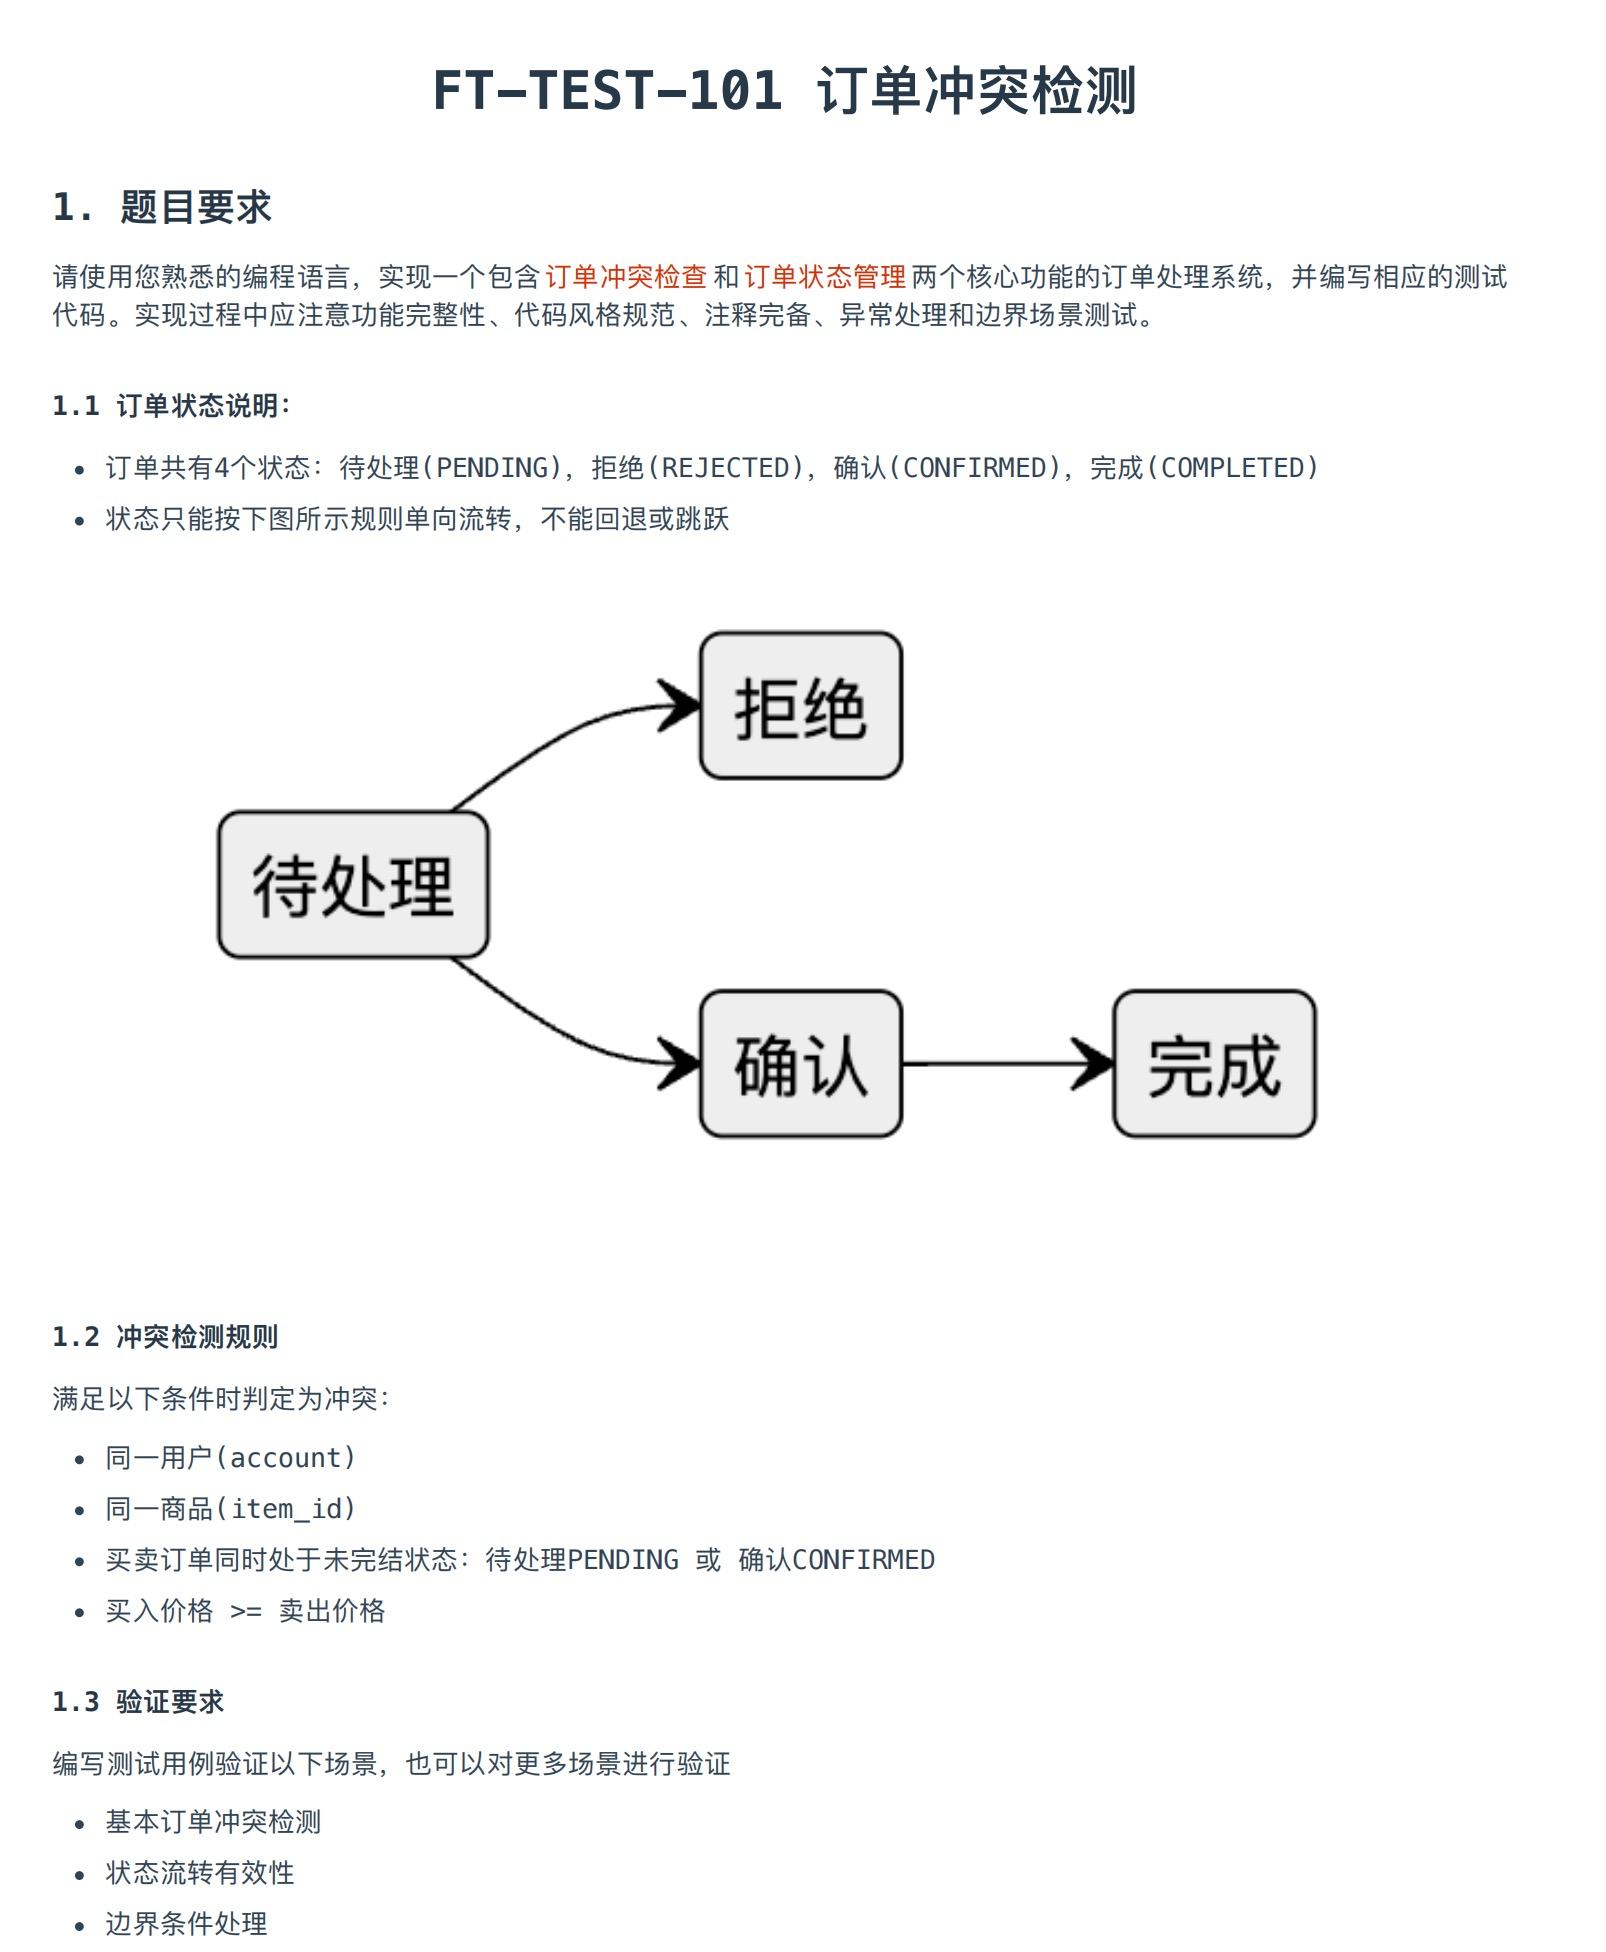 FT-TEST-101 订单冲突检测
1. 题目要求
请使用您熟悉的编程语言，实现一个包含 订单冲突检查 和 订单状态管理 两个核心功能的订单处理系统，并编写相应的测试
代码。实现过程中应注意功能完整性、代码风格规范、注释完备、异常处理和边界场景测试。
1.1 订单状态说明：
• 订单共有4个状态：待处理(PENDING)，拒绝(REJECTED)，确认(CONFIRMED)，完成(COMPLETED)
• 状态只能按下图所示规则单向流转，不能回退或跳跃
拒绝
待处理
确认
完成
1.2 冲突检测规则
满足以下条件时判定为冲突：
• 同一用户(account)
• 同一商品(item_id)
• 买卖订单同时处于未完结状态：待处理PENDING 或 确认CONFIRMED
• 买入价格 >= 卖出价格
1.3 验证要求
编写测试用例验证以下场景，也可以对更多场景进行验证
• 基本订单冲突检测
• 状态流转有效性
• 边界条件处理